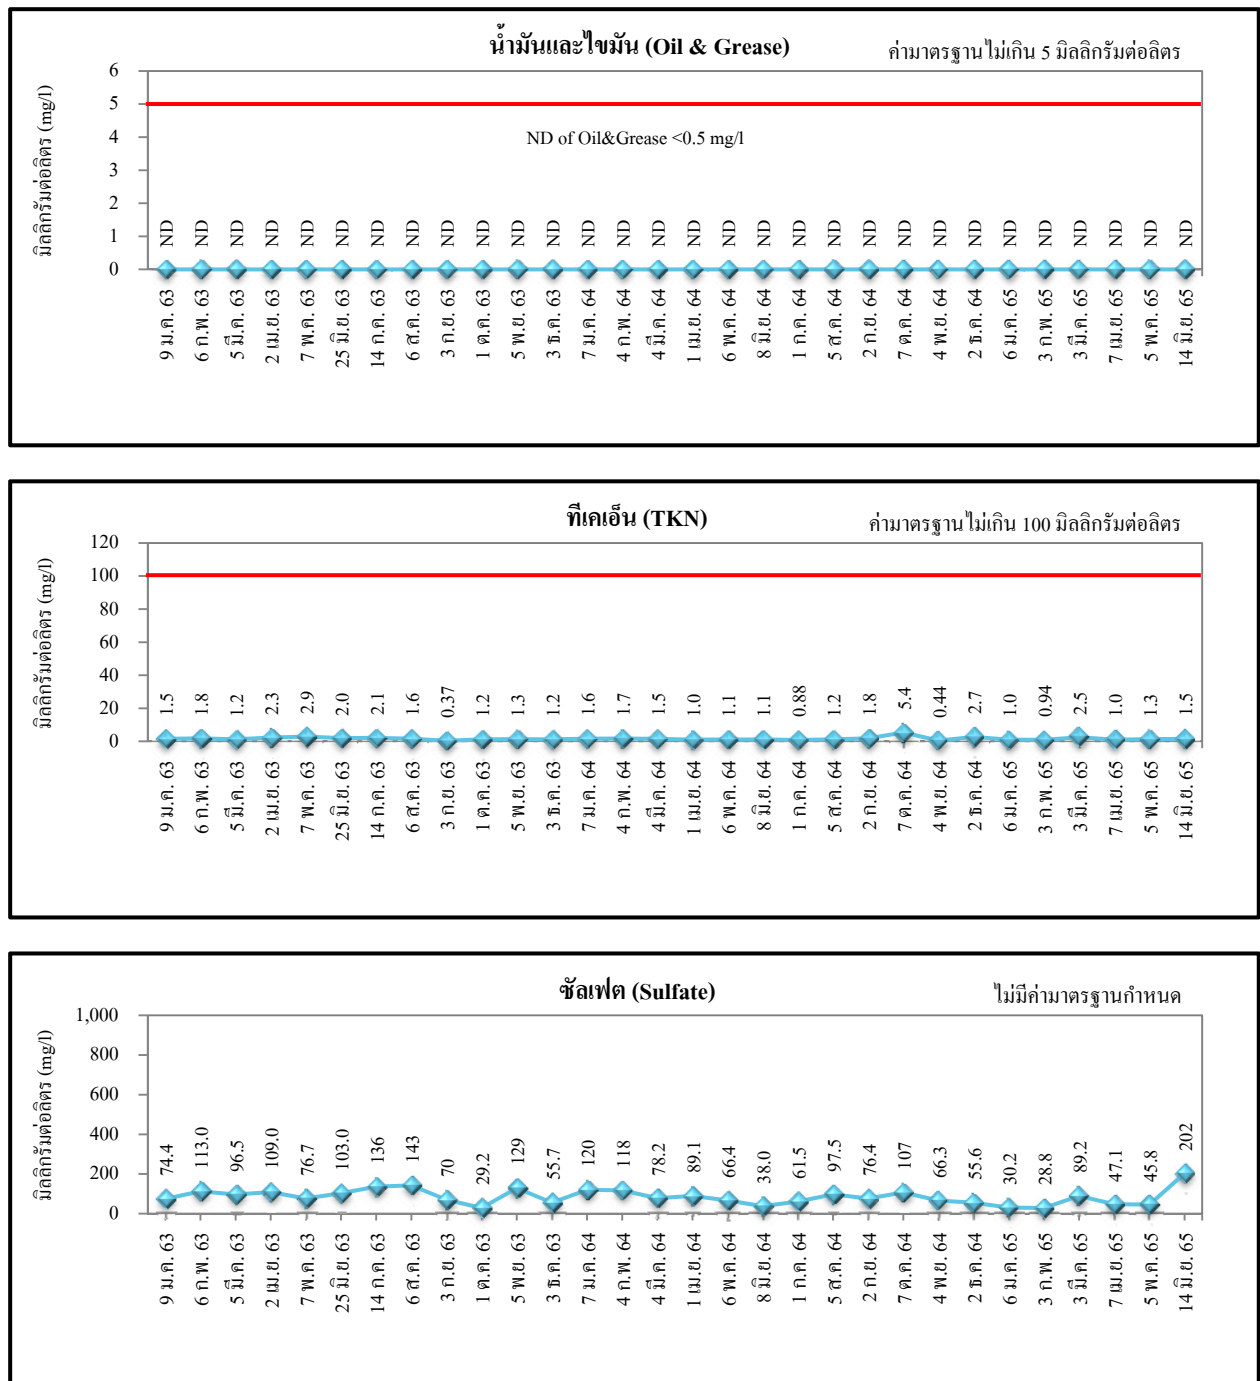 น้ำมันและไขมัน (Oil & Grease)
ค่ามาตรฐานไม่เกิน 5 มิลลิกรัมต่อลิตร
มิลลิกรัมต่อลิตร (mg/l)
6
5
4
3
2
1
0
ND of Oil&Grease <0.5 mg/l
ND ND ND ND ND ND ND ND ND ND ND ND ND ND ND ND ND ND ND ND ND ND ND ND ND ND ND ND ND ND
9 ม.ค. 63
6 ก.พ. 63
5 มี.ค. 63
2 เม.ย. 63
7 พ.ค. 63
25 มิ.ย. 63
14 ก.ค. 63
6 ส.ค. 63
3 ก.ย. 63
1 ต.ค. 63
5 พ.ย. 63
3 ธ.ค. 63
7 ม.ค. 64
4 ก.พ. 64
4 มี.ค. 64
1 เม.ย. 64
6 พ.ค. 64
8 มิ.ย. 64
1 ก.ค. 64
5 ส.ค. 64
2 ก.ย. 64
7 ต.ค. 64
4 พ.ย. 64
2 ธ.ค. 64
6 ม.ค. 65
3 ก.พ. 65
3 มี.ค. 65
7 เม.ย. 65
5 พ.ค. 65
14 มิ.ย. 65
ทีเคเอ็น (TKN)
ค่ามาตรฐานไม่เกิน 100 มิลลิกรัมต่อลิตร
มิลลิกรัมต่อลิตร (mg/l)
120
100
80
60
40
20
0
1.5 1.8 1.2 2.3 2.9 2.0 2.1 1.6 0.37 1.2 1.3 1.2 1.6 1.7 1.5 1.0 1.1 1.1 0.88 1.2 1.8 5.4 0.44 2.7 1.0 0.94 2.5 1.0 1.3 1.5
9 ม.ค. 63
6 ก.พ. 63
5 มี.ค. 63
2 เม.ย. 63
7 พ.ค. 63
25 มิ.ย. 63
14 ก.ค. 63
6 ส.ค. 63
3 ก.ย. 63
1 ต.ค. 63
5 พ.ย. 63
3 ธ.ค. 63
7 ม.ค. 64
4 ก.พ. 64
4 มี.ค. 64
1 เม.ย. 64
6 พ.ค. 64
8 มิ.ย. 64
1 ก.ค. 64
5 ส.ค. 64
2 ก.ย. 64
7 ต.ค. 64
4 พ.ย. 64
2 ธ.ค. 64
6 ม.ค. 65
3 ก.พ. 65
3 มี.ค. 65
7 เม.ย. 65
5 พ.ค. 65
14 มิ.ย. 65
ซัลเฟต (Sulfate)
ไม่มีค่ามาตรฐานกำหนด
มิลลิกรัมต่อลิตร (mg/l)
1,000
800
600
400
200
0
74.4 113.0 96.5 109.0 76.7 103.0 136 143 70 29.2 129 55.7 120 118 78.2 89.1 66.4 38.0 61.5 97.5 76.4 107 66.3 55.6 30.2 28.8 89.2 47.1 45.8 202
9 ม.ค. 63
6 ก.พ. 63
5 มี.ค. 63
2 เม.ย. 63
7 พ.ค. 63
25 มิ.ย. 63
14 ก.ค. 63
6 ส.ค. 63
3 ก.ย. 63
1 ต.ค. 63
5 พ.ย. 63
3 ธ.ค. 63
7 ม.ค. 64
4 ก.พ. 64
4 มี.ค. 64
1 เม.ย. 64
6 พ.ค. 64
8 มิ.ย. 64
1 ก.ค. 64
5 ส.ค. 64
2 ก.ย. 64
7 ต.ค. 64
4 พ.ย. 64
2 ธ.ค. 64
6 ม.ค. 65
3 ก.พ. 65
3 มี.ค. 65
7 เม.ย. 65
5 พ.ค. 65
14 มิ.ย. 65